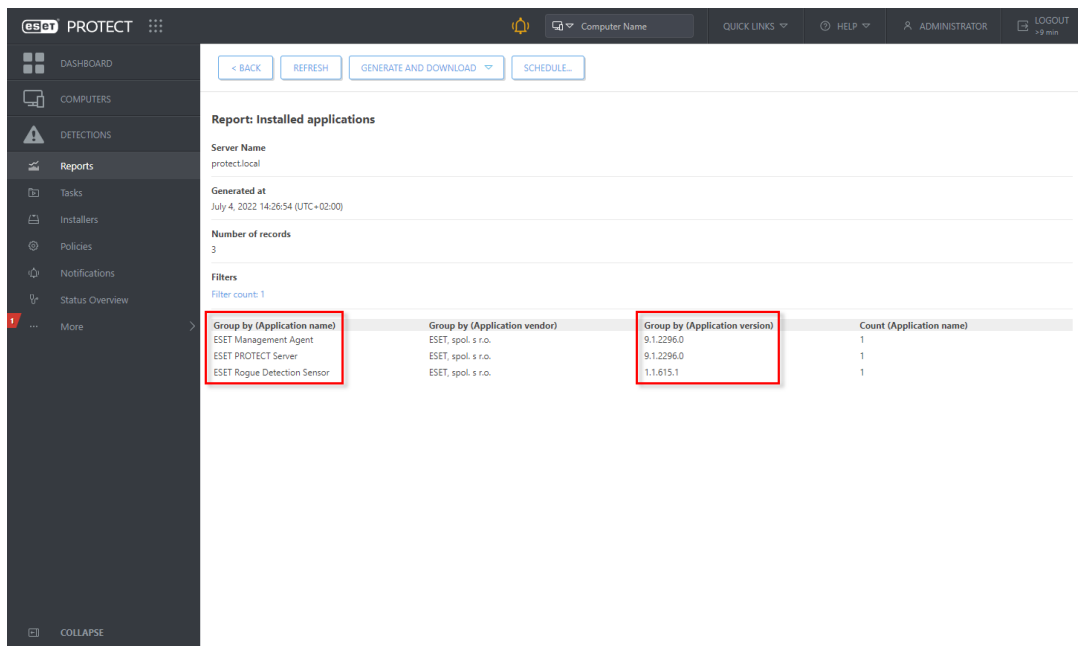 eset PROTECT
Computer Name
QUICK LINKS
HELP
ADMINISTRATOR
LOGOUT
>9 min
DASHBOARD
COMPUTERS
DETECTIONS
Reports
Tasks
Installers
Policies
Notifications
Status Overview
1 ... More
COLLAPSE
< BACK REFRESH GENERATE AND DOWNLOAD SCHEDULE...
Report: Installed applications
Server Name
protect.local
Generated at
July 4, 2022 14:26:54 (UTC+02:00)
Number of records
3
Filters
Filter count: 1
Group by (Application name) Group by (Application vendor) Group by (Application version) Count (Application name)
ESET Management Agent ESET, spol. s r.o. 9.1.2296.0 1
ESET PROTECT Server ESET, spol. s r.o. 9.1.2296.0 1
ESET Rogue Detection Sensor ESET, spol. s r.o. 1.1.615.1 1